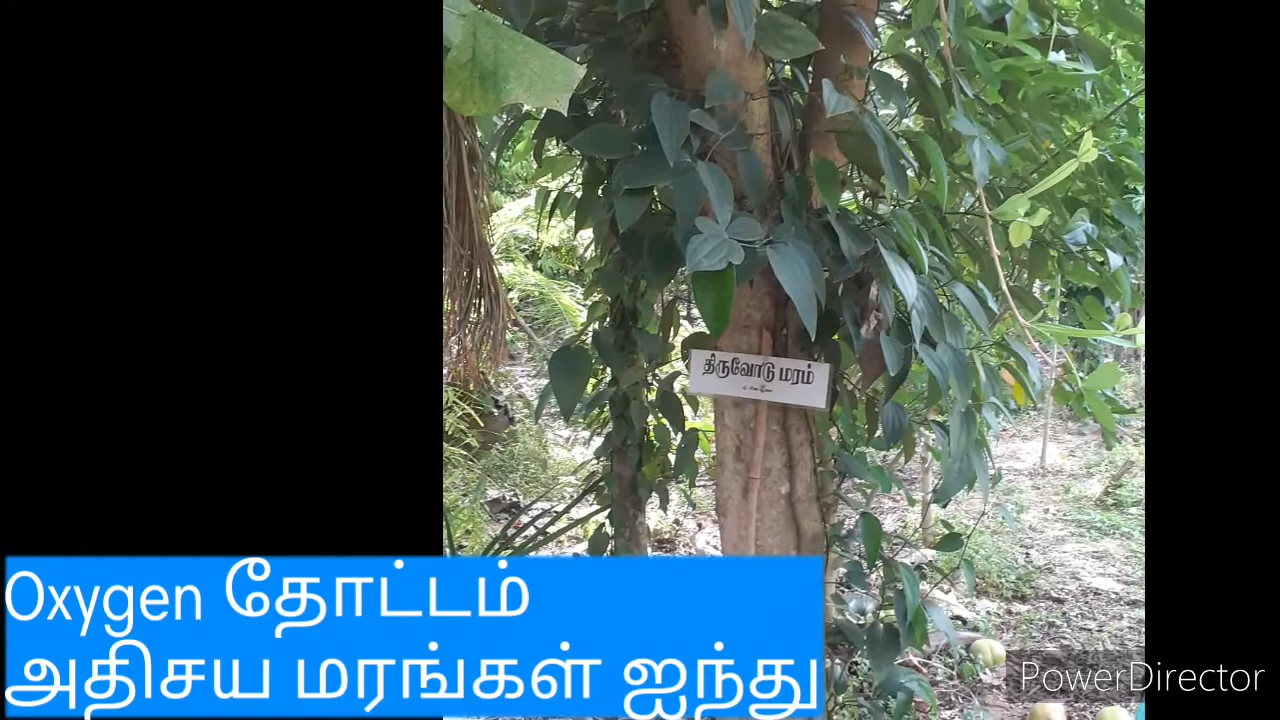 திருவோடு மரம்
Oxygen தோட்டம்
அதிசய மரங்கள் ஐந்து
PowerDirector